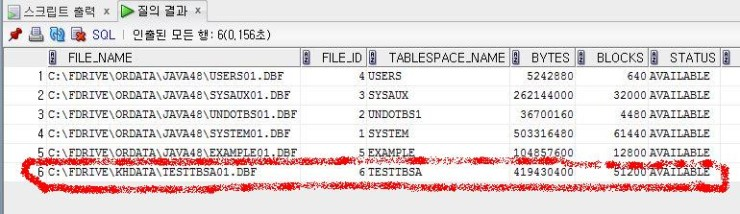 스크립트 출력 × 질의 결과 ×
SQL | 인출된 모든 행: 6(0,156초)
FILE_NAME FILE_ID TABLESPACE_NAME BYTES BLOCKS STATUS
1 C:\FDRIVE\ORDATA\JAVA48\USERS01.DBF 4 USERS 5242880 640 AVAILABLE
2 C:\FDRIVE\ORDATA\JAVA48\SYSAUX01.DBF 3 SYSAUX 262144000 32000 AVAILABLE
3 C:\FDRIVE\ORDATA\JAVA48\UNDOTBS01.DBF 2 UNDOTBS1 36700160 4480 AVAILABLE
4 C:\FDRIVE\ORDATA\JAVA48\SYSTEM01.DBF 1 SYSTEM 503316480 61440 AVAILABLE
5 C:\FDRIVE\ORDATA\JAVA48\EXAMPLE01.DBF 5 EXAMPLE 104857600 12800 AVAILABLE
6 C:\FDRIVE\KHDATA\TESTTBSA01.DBF 6 TESTTBSA 419430400 51200 AVAILABLE